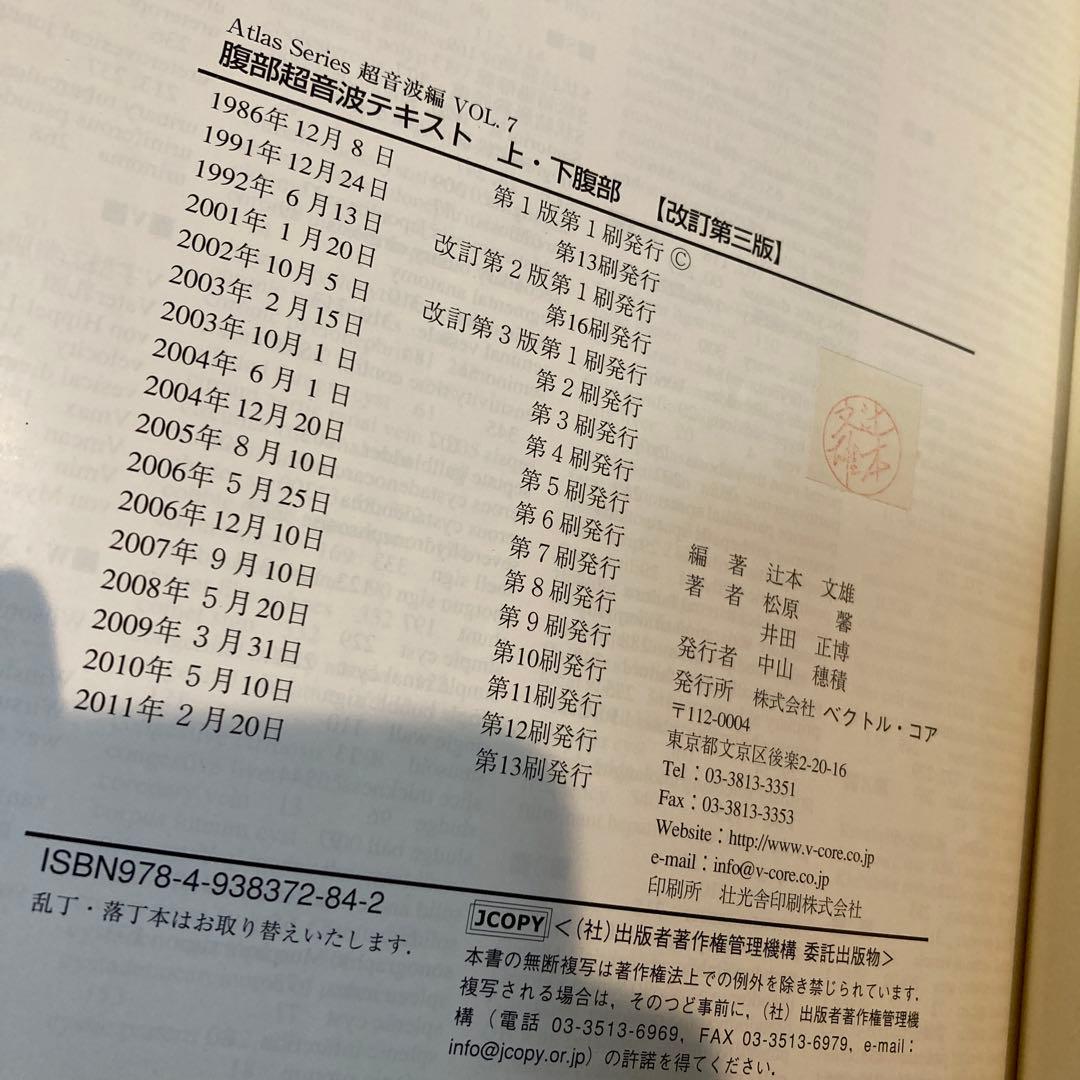 Atlas Series 超音波編 VOL. 7
腹部超音波テキスト 上・下腹部 【改訂第三版】
1986年12月 8 日 第１版第１刷発行 ©
1991年12月24日 第13刷発行
1992年 6 月13日 改訂第２版第１刷発行
2001年 1 月20日 第16刷発行
2002年10月 5 日 改訂第３版第１刷発行
2003年 2 月15日 第２刷発行
2003年10月 1 日 第３刷発行
2004年 6 月 1 日 第４刷発行
2004年12月20日 第５刷発行
2005年 8 月10日 第６刷発行
2006年 5 月25日 第７刷発行
2006年12月10日 第８刷発行
2007年 9 月10日 第９刷発行
2008年 5 月20日 第10刷発行
2009年 3 月31日 第11刷発行
2010年 5 月10日 第12刷発行
2011年 2 月20日 第13刷発行
辻本文雄
編 著 辻本 文雄
著 者 松原 馨
井田 正博
発行者 中山 穂積
発行所 株式会社 ベクトル・コア
〒112-0004
東京都文京区後楽2-20-16
Tel：03-3813-3351
Fax：03-3813-3353
Website：http://www.v-core.co.jp
e-mail：info@v-core.co.jp
印刷所 壮光舎印刷株式会社
ISBN978-4-938372-84-2
乱丁・落丁本はお取り替えいたします.
JCOPY <（社）出版者著作権管理機構 委託出版物>
本書の無断複写は著作権法上での例外を除き禁じられています.
複写される場合は，そのつど事前に，（社）出版者著作権管理機
構（電話 03-3513-6969，FAX 03-3513-6979，e-mail：
info@jcopy.or.jp）の許諾を得てください.